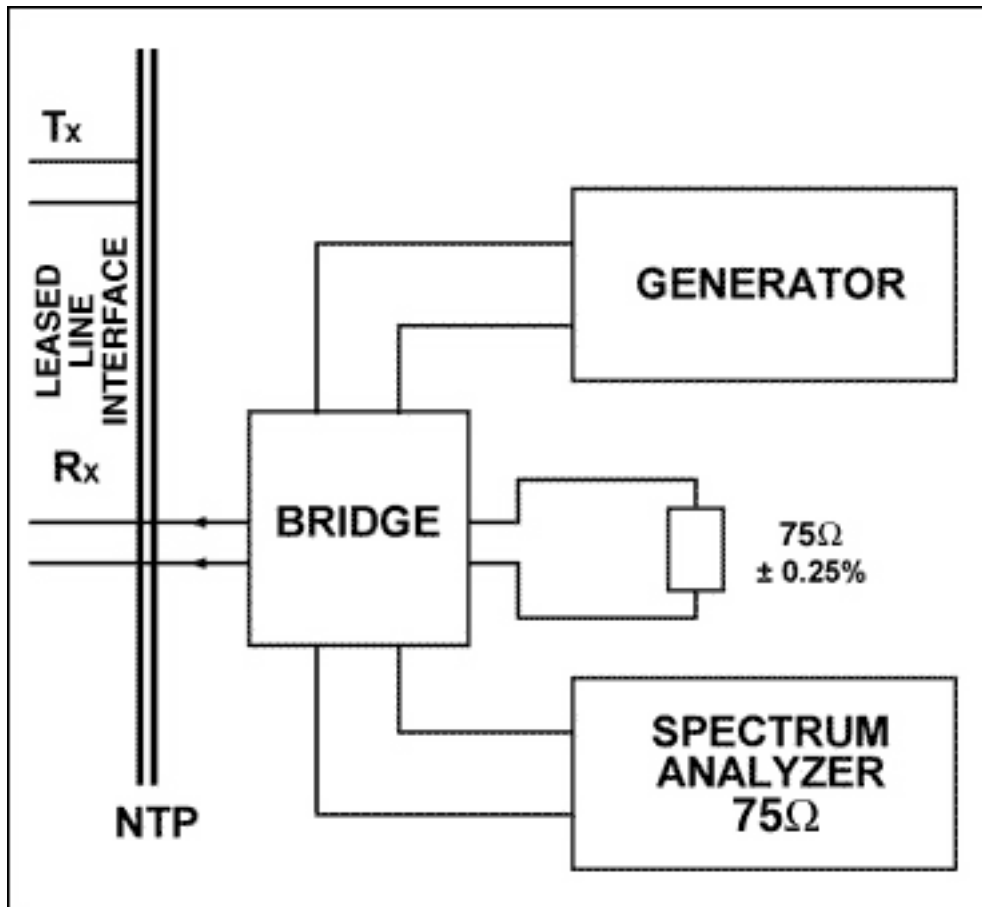 Tx
LEASED
LINE
INTERFACE
Rx
NTP
GENERATOR
BRIDGE
75Ω
± 0.25%
SPECTRUM
ANALYZER
75Ω